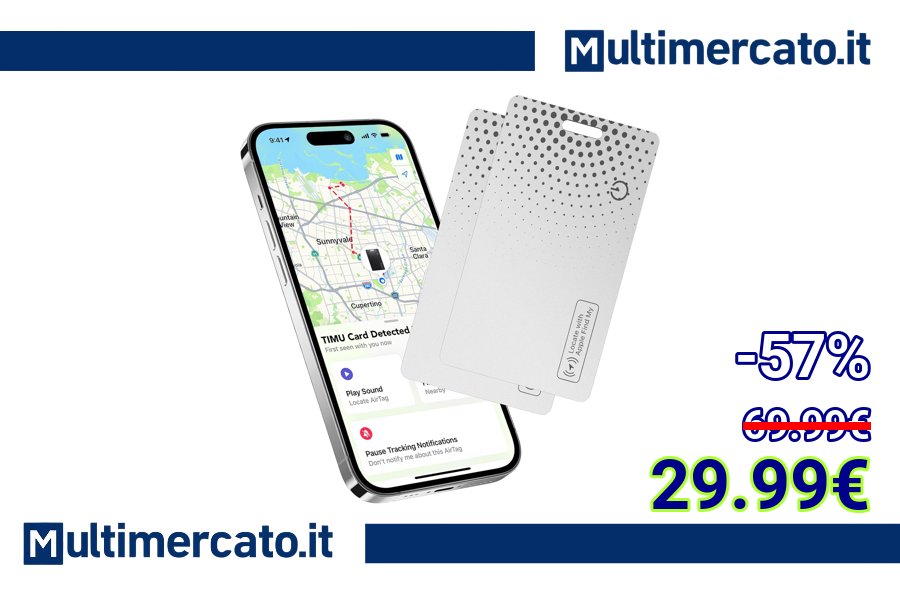 Multimercato.it
9:41
Mountain
View
Sunnyvale
Santa
Clara
Cupertino
TIMU Card Detected
First seen with you now
Play Sound
Locate AirTag
Nearby
Pause Tracking Notifications
Don't notify me about this AirTag
Locate with
Apple Find My
-57%
69.99€
29.99€
Multimercato.it